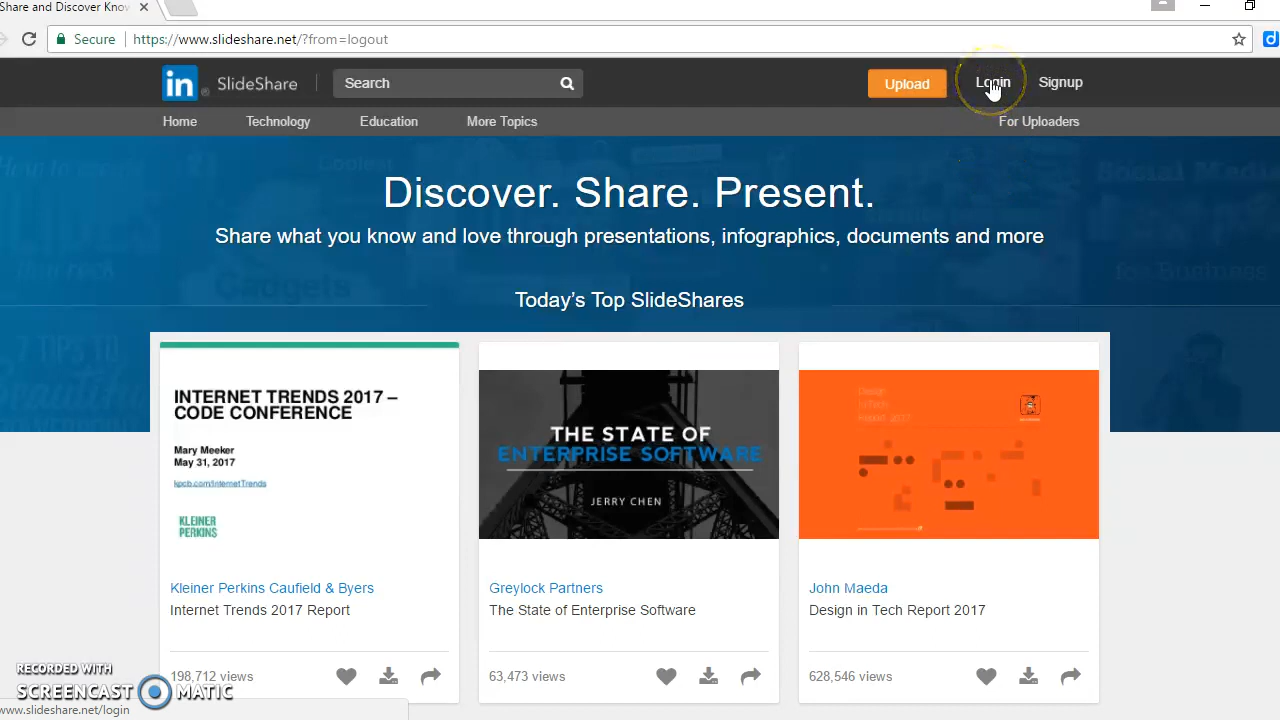 Share and Discover Know
Secure https://www.slideshare.net/?from=logout
in SlideShare Search Upload Login Signup
Home Technology Education More Topics For Uploaders
Discover. Share. Present.
Share what you know and love through presentations, infographics, documents and more
Today's Top SlideShares
INTERNET TRENDS 2017 –
CODE CONFERENCE
Mary Meeker
May 31, 2017
kpcb.com/InternetTrends
KLEINER
PERKINS
THE STATE OF
ENTERPRISE SOFTWARE
JERRY CHEN
Design
InTech
Report 2017
Kleiner Perkins Caufield & Byers
Internet Trends 2017 Report
Greylock Partners
The State of Enterprise Software
John Maeda
Design in Tech Report 2017
198,712 views
63,473 views
628,546 views
RECORDED WITH
SCREENCAST MATIC
www.slideshare.net/login